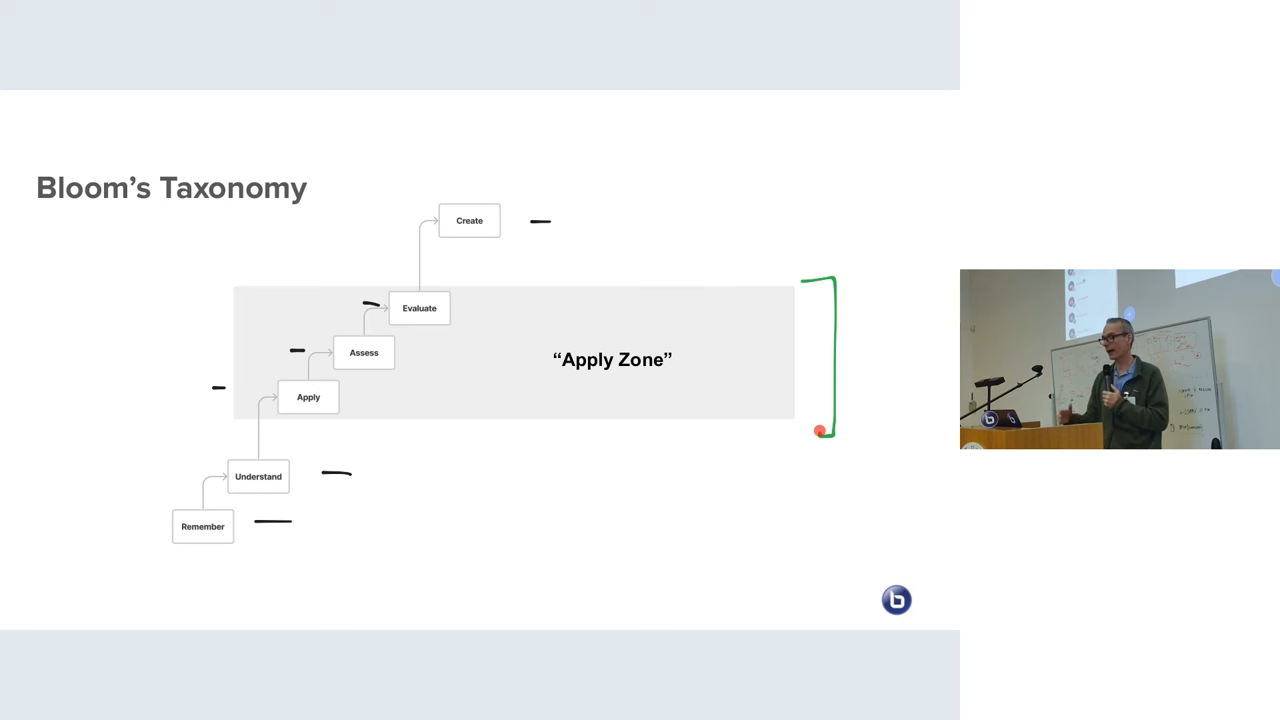 Bloom’s Taxonomy
Create
Evaluate
Assess
“Apply Zone”
Apply
Understand
Remember
b